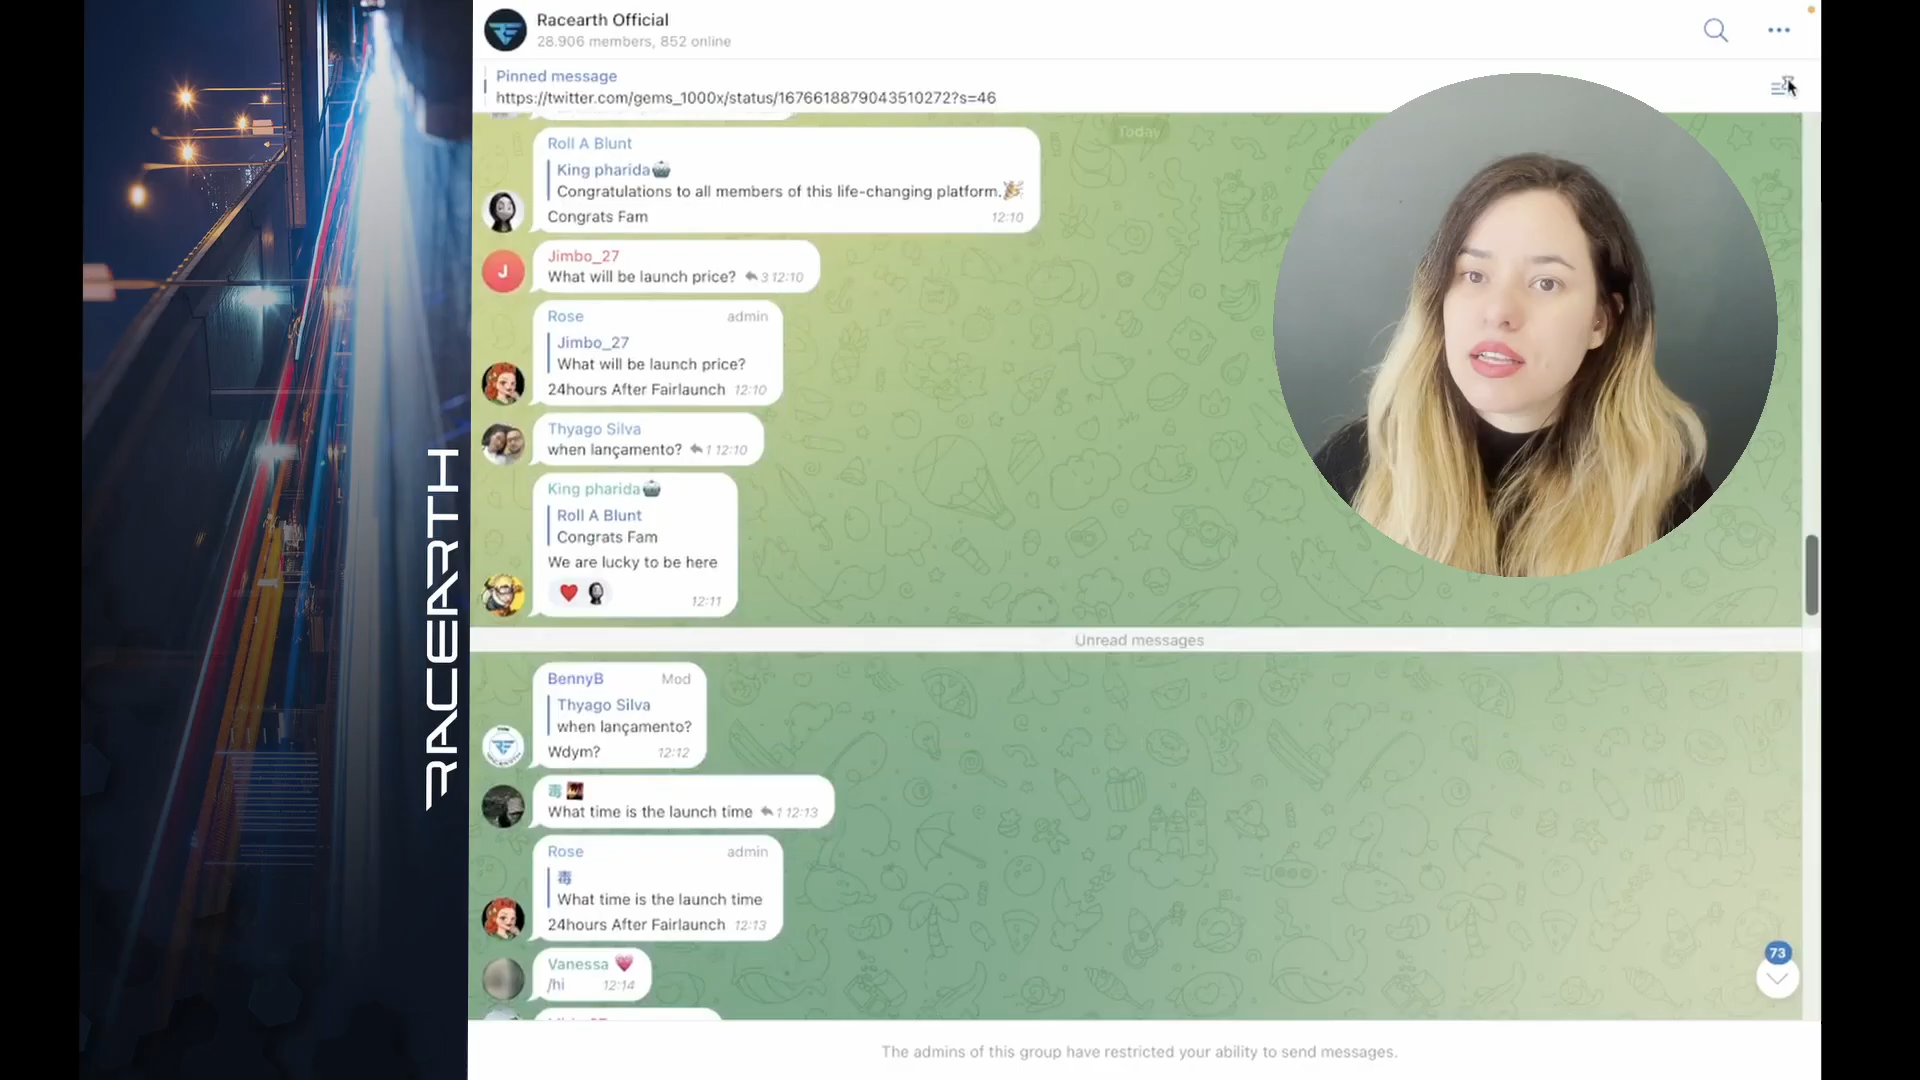 RACEARTH
Racearth Official
28.906 members, 852 online
Pinned message
https://twitter.com/gems_1000x/status/1676618879043510272?s=46
Today
Roll A Blunt
King pharida
Congratulations to all members of this life-changing platform.
Congrats Fam 12:10
J
Jimbo_27
What will be launch price? 3 12:10
Rose admin
Jimbo_27
What will be launch price?
24hours After Fairlaunch 12:10
Thyago Silva
when lançamento? 1 12:10
King pharida
Roll A Blunt
Congrats Fam
We are lucky to be here
12:11
Unread messages
BennyB Mod
Thyago Silva
when lançamento?
Wdym? 12:12
毒
What time is the launch time 1 12:13
Rose admin
毒
What time is the launch time
24hours After Fairlaunch 12:13
Vanessa
/hi 12:14
73
The admins of this group have restricted your ability to send messages.